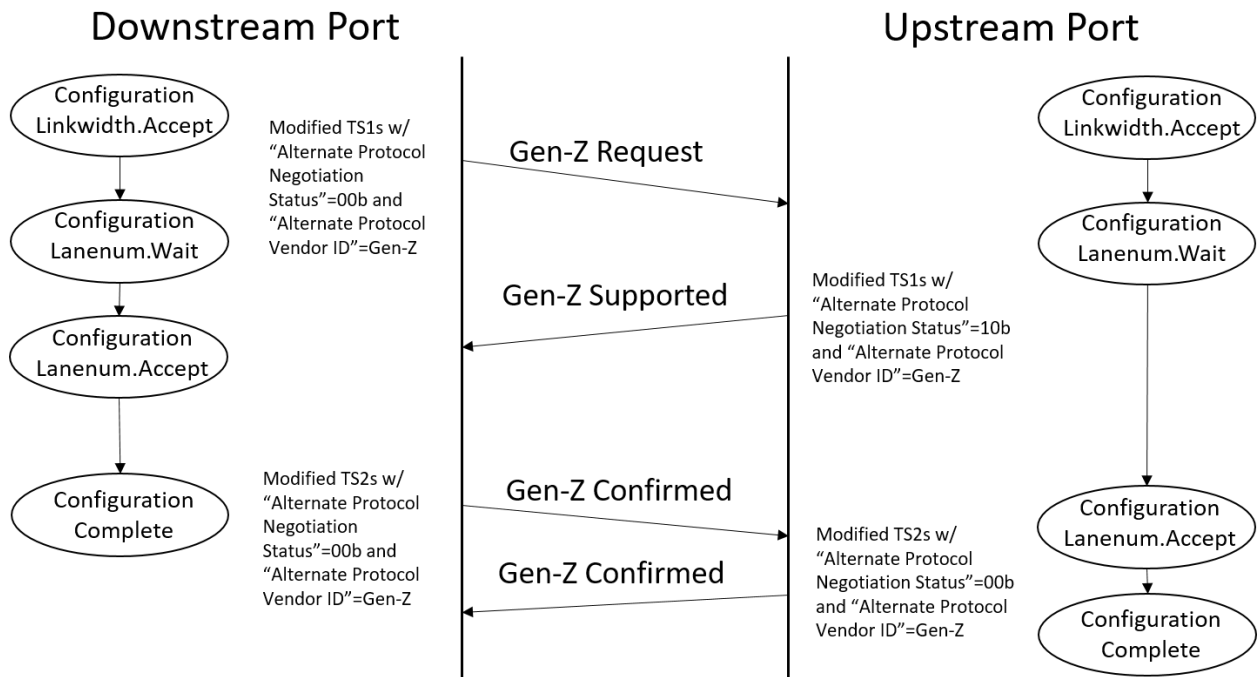 Downstream Port
Upstream Port
Configuration
Linkwidth.Accept
Configuration
Lanenum.Wait
Configuration
Lanenum.Accept
Configuration
Complete
Modified TS1s w/
“Alternate Protocol
Negotiation
Status”=00b and
“Alternate Protocol
Vendor ID”=Gen-Z
Modified TS2s w/
“Alternate Protocol
Negotiation
Status”=00b and
“Alternate Protocol
Vendor ID”=Gen-Z
Gen-Z Request
Gen-Z Supported
Gen-Z Confirmed
Gen-Z Confirmed
Modified TS1s w/
“Alternate Protocol
Negotiation Status”=10b
and “Alternate Protocol
Vendor ID”=Gen-Z
Modified TS2s w/
“Alternate Protocol
Negotiation Status”=00b
and “Alternate Protocol
Vendor ID”=Gen-Z
Configuration
Linkwidth.Accept
Configuration
Lanenum.Wait
Configuration
Lanenum.Accept
Configuration
Complete